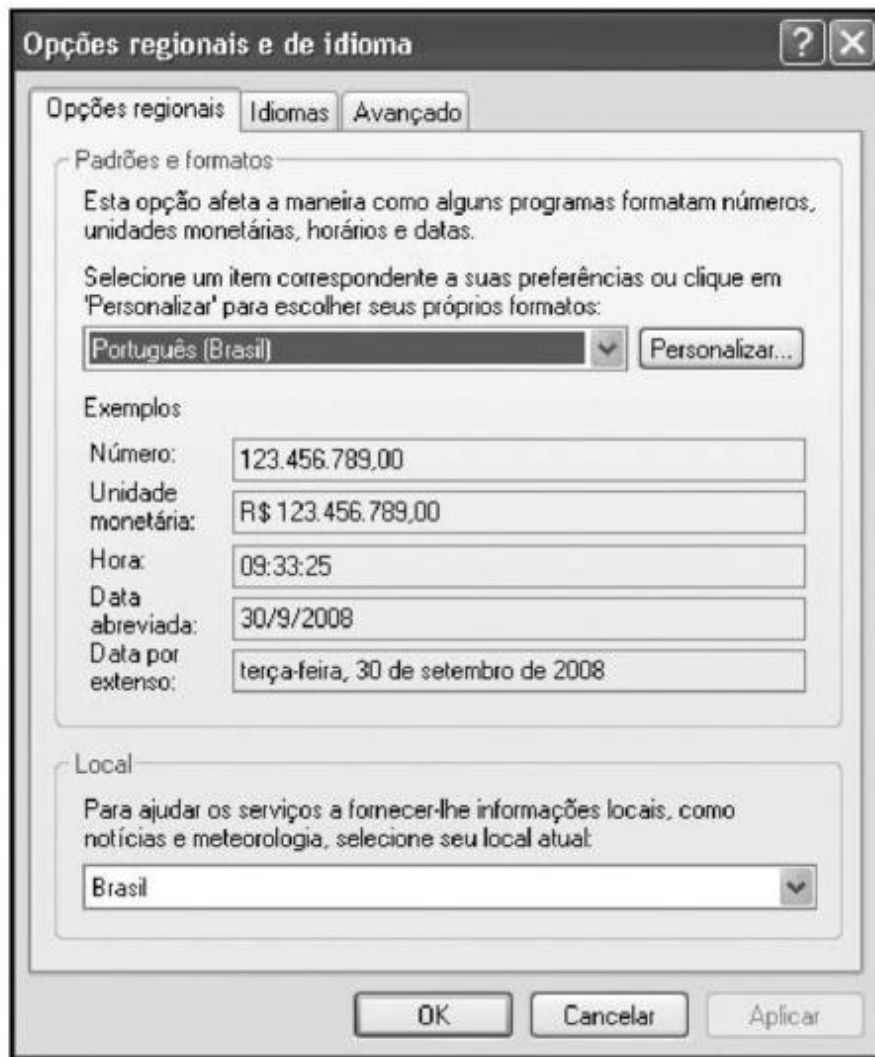 Opções regionais e de idioma
Opções regionais
Idiomas
Avançado
Padrões e formatos
Esta opção afeta a maneira como alguns programas formatam números,
unidades monetárias, horários e datas.
Selecione um item correspondente a suas preferências ou clique em
'Personalizar' para escolher seus próprios formatos:
Português (Brasil)
Personalizar...
Exemplos
Número:
123.456.789,00
Unidade
monetária:
R$ 123.456.789,00
Hora:
09:33:25
Data
abreviada:
30/9/2008
Data por
extenso:
terça-feira, 30 de setembro de 2008
Local
Para ajudar os serviços a fornecer-lhe informações locais, como
notícias e meteorologia, selecione seu local atual:
Brasil
OK
Cancelar
Aplicar